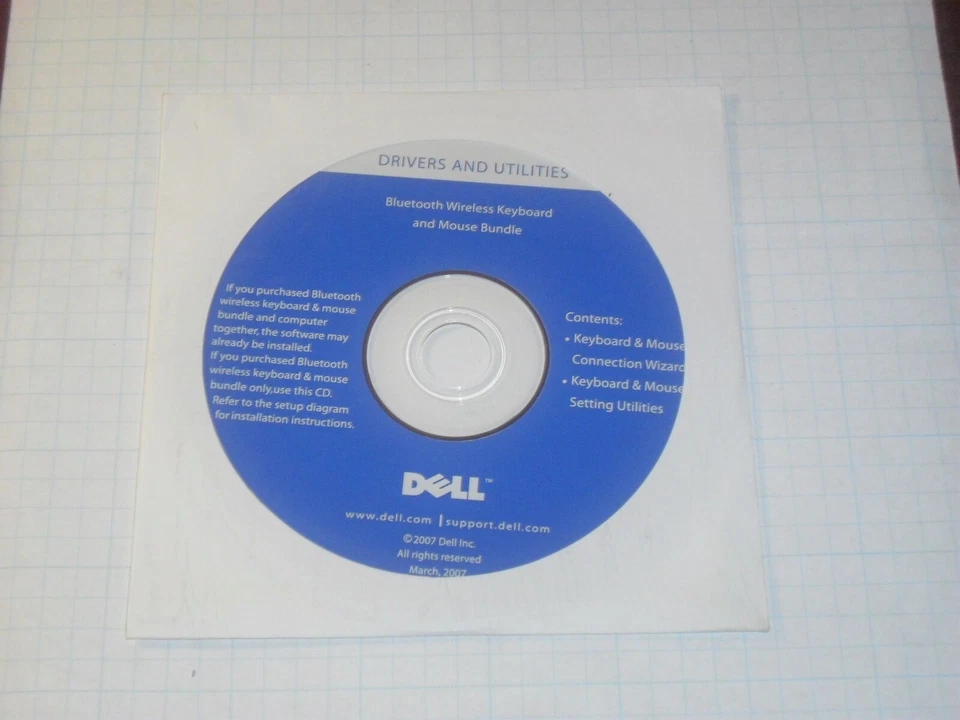 DRIVERS AND UTILITIES
Bluetooth Wireless Keyboard
and Mouse Bundle
If you purchased Bluetooth
wireless keyboard & mouse
bundle and computer
together, the software may
already be installed.
If you purchased Bluetooth
wireless keyboard & mouse
bundle only,use this CD.
Refer to the setup diagram
for installation instructions.
Contents:
• Keyboard & Mouse
Connection Wizard
• Keyboard & Mouse
Setting Utilities
DELL™
www.dell.com | support.dell.com
©2007 Dell Inc.
All rights reserved
March, 2007